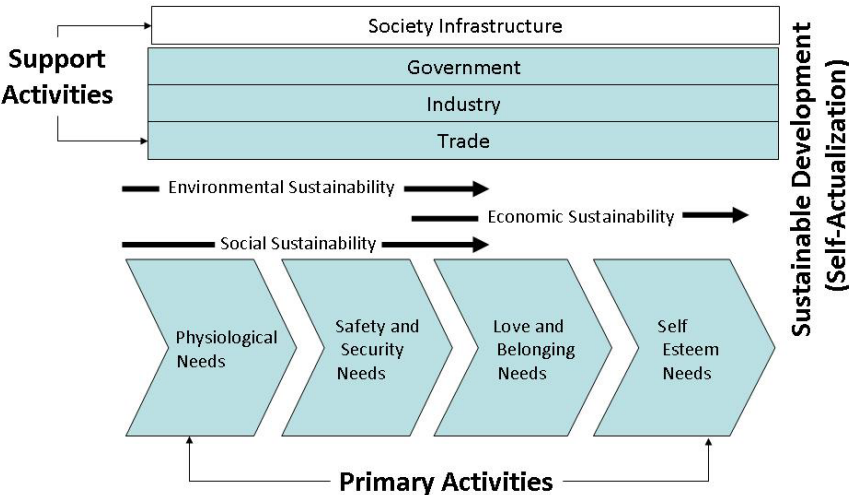 Society Infrastructure
Support
Activities
Government
Industry
Trade
Sustainable Development
(Self-Actualization)
Environmental Sustainability
Economic Sustainability
Social Sustainability
Physiological
Needs
Safety and
Security
Needs
Love and
Belonging
Needs
Self
Esteem
Needs
Primary Activities